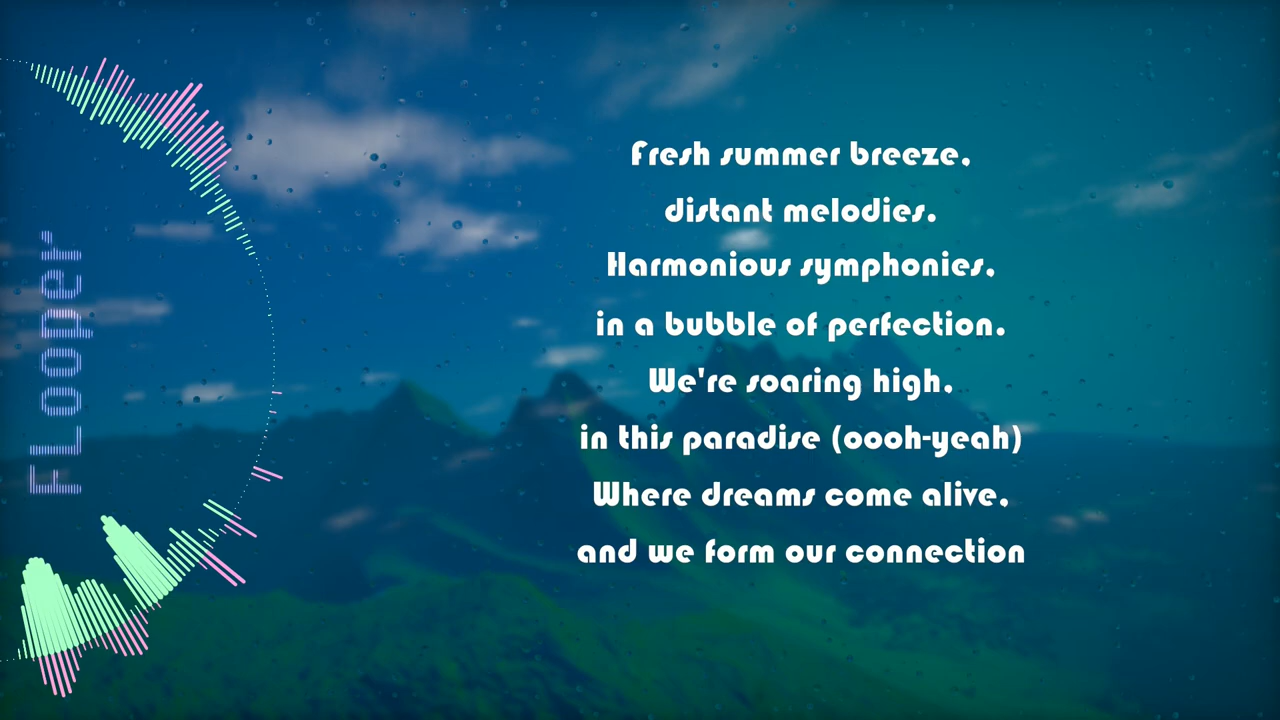 FLooper
Fresh summer breeze,
distant melodies.
Harmonious symphonies,
in a bubble of perfection.
We're soaring high,
in this paradise (oooh-yeah)
Where dreams come alive,
and we form our connection